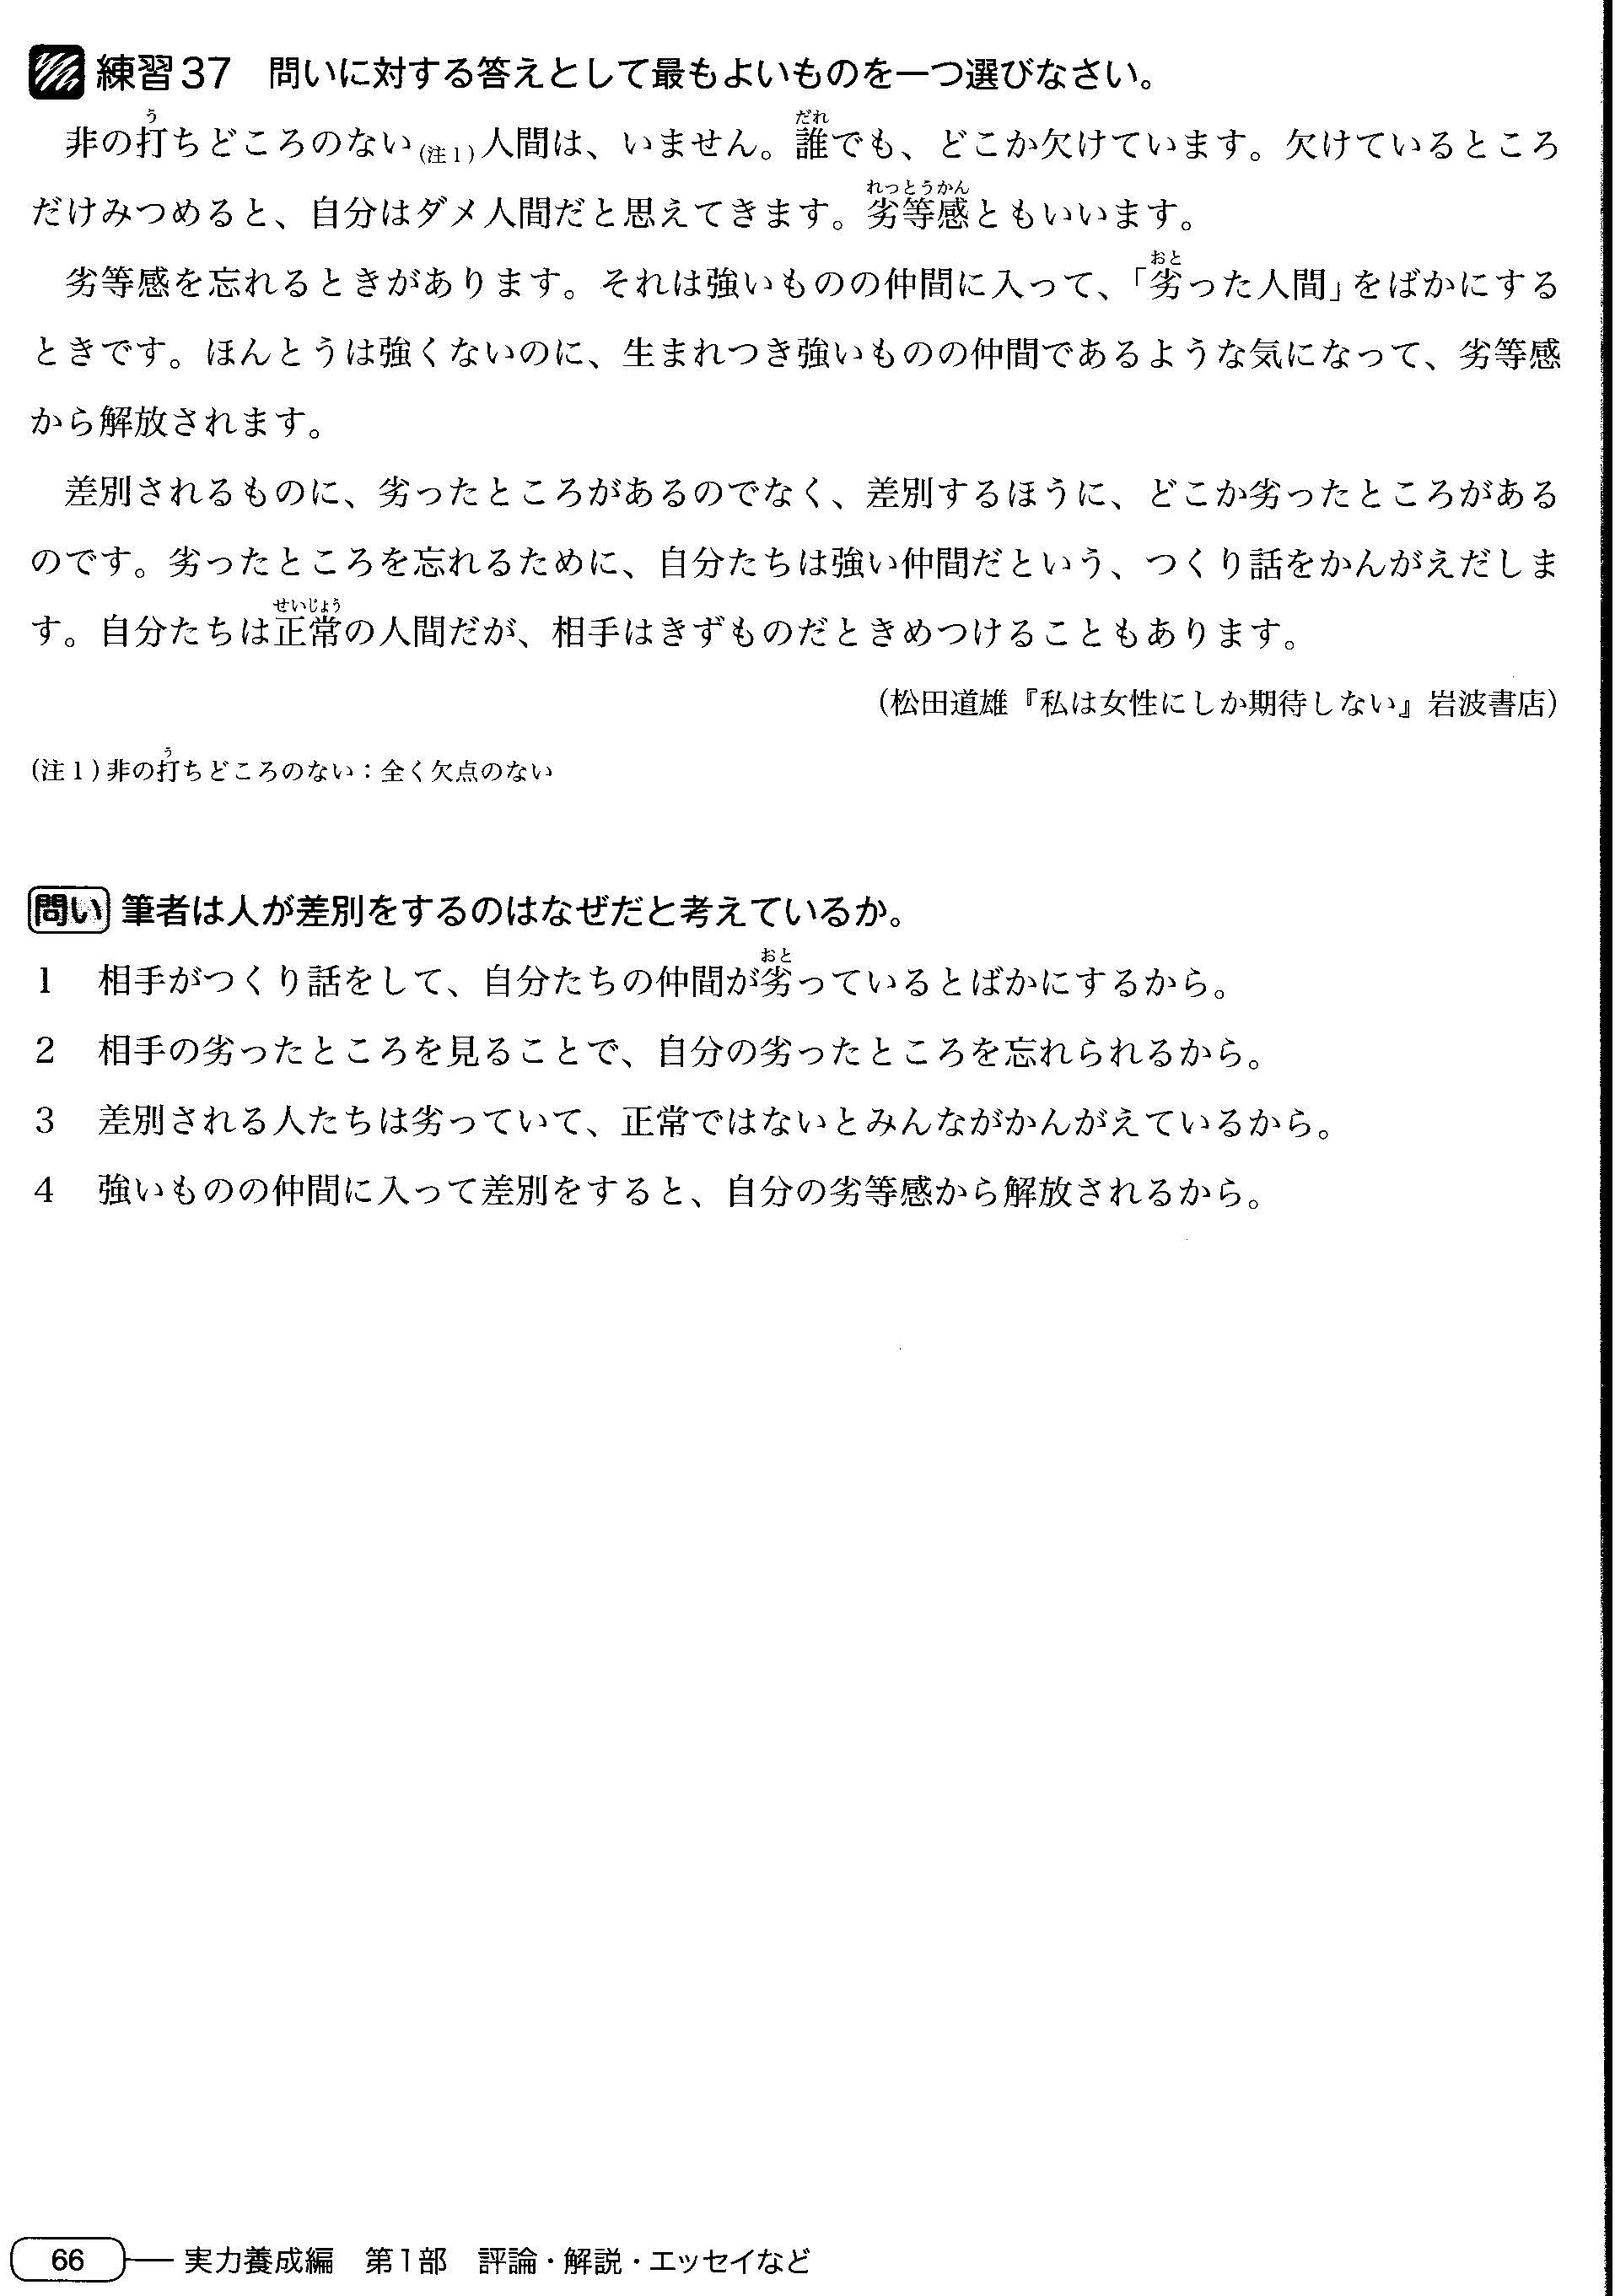 練習37 問いに対する答えとして最もよいものを一つ選びなさい。
非の打ちどころのない(注1)人間は、いません。誰でも、どこか欠けています。欠けているところ
だけみつめると、自分はダメ人間だと思えてきます。劣等感ともいいます。
劣等感を忘れるときがあります。それは強いものの仲間に入って、「劣った人間」をばかにする
ときです。ほんとうは強くないのに、生まれつき強いものの仲間であるような気になって、劣等感
から解放されます。
差別されるものに、劣ったところがあるのでなく、差別するほうに、どこか劣ったところがある
のです。劣ったところを忘れるために、自分たちは強い仲間だという、つくり話をかんがえだしま
す。自分たちは正常の人間だが、相手はきずものだときめつけることもあります。
(松田道雄『私は女性にしか期待しない』岩波書店)
(注1)非の打ちどころのない：全く欠点のない
問い 筆者は人が差別をするのはなぜだと考えているか。
1 相手がつくり話をして、自分たちの仲間が劣っているとばかにするから。
2 相手の劣ったところを見ることで、自分の劣ったところを忘れられるから。
3 差別される人たちは劣っていて、正常ではないとみんながかんがえているから。
4 強いものの仲間に入って差別をすると、自分の劣等感から解放されるから。
66 実力養成編 第1部 評論・解説・エッセイなど